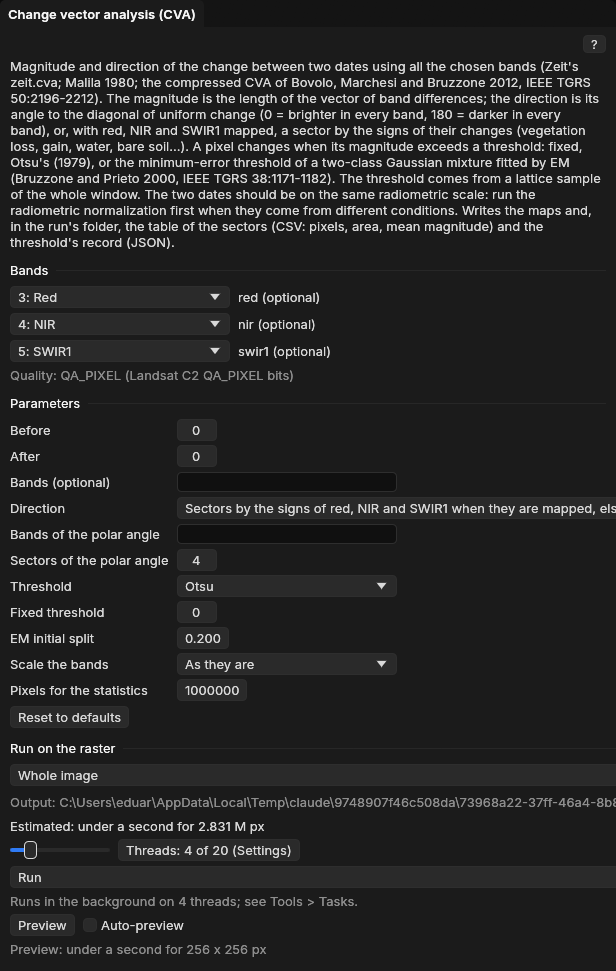 Change vector analysis (CVA)
?
Magnitude and direction of the change between two dates using all the chosen bands (Zeit's
zeit.cva; Malila 1980; the compressed CVA of Bovolo, Marchesi and Bruzzone 2012, IEEE TGRS
50:2196-2212). The magnitude is the length of the vector of band differences; the direction is its
angle to the diagonal of uniform change (0 = brighter in every band, 180 = darker in every
band), or, with red, NIR and SWIR1 mapped, a sector by the signs of their changes (vegetation
loss, gain, water, bare soil...). A pixel changes when its magnitude exceeds a threshold: fixed,
Otsu's (1979), or the minimum-error threshold of a two-class Gaussian mixture fitted by EM
(Bruzzone and Prieto 2000, IEEE TGRS 38:1171-1182). The threshold comes from a lattice sample
of the whole window. The two dates should be on the same radiometric scale: run the
radiometric normalization first when they come from different conditions. Writes the maps and,
in the run's folder, the table of the sectors (CSV: pixels, area, mean magnitude) and the
threshold's record (JSON).
Bands
3: Red red (optional)
4: NIR nir (optional)
5: SWIR1 swir1 (optional)
Quality: QA_PIXEL (Landsat C2 QA_PIXEL bits)
Parameters
Before 0
After 0
Bands (optional)
Direction Sectors by the signs of red, NIR and SWIR1 when they are mapped, els
Bands of the polar angle
Sectors of the polar angle 4
Threshold Otsu
Fixed threshold 0
EM initial split 0.200
Scale the bands As they are
Pixels for the statistics 1000000
Reset to defaults
Run on the raster
Whole image
Output: C:\Users\eduar\AppData\Local\Temp\claude\9748907f46c508da\73968a22-37ff-46a4-8b8
Estimated: under a second for 2.831 M px
Threads: 4 of 20 (Settings)
Run
Runs in the background on 4 threads; see Tools > Tasks.
Preview Auto-preview
Preview: under a second for 256 x 256 px